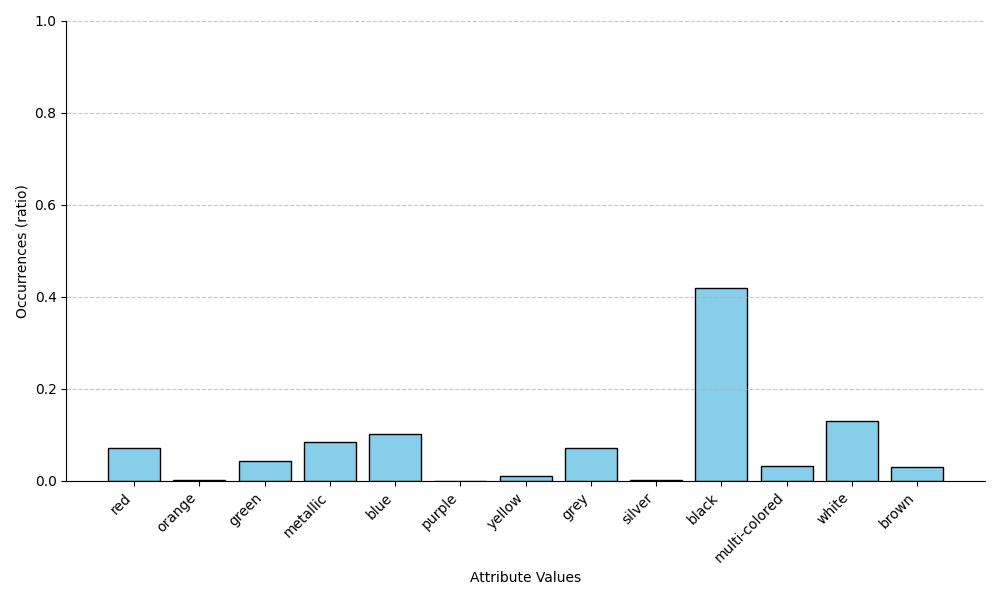 1.0
0.8
0.6
0.4
0.2
0.0
Occurrences (ratio)
red
orange
green
metallic
blue
purple
yellow
grey
silver
black
multi-colored
white
brown
Attribute Values